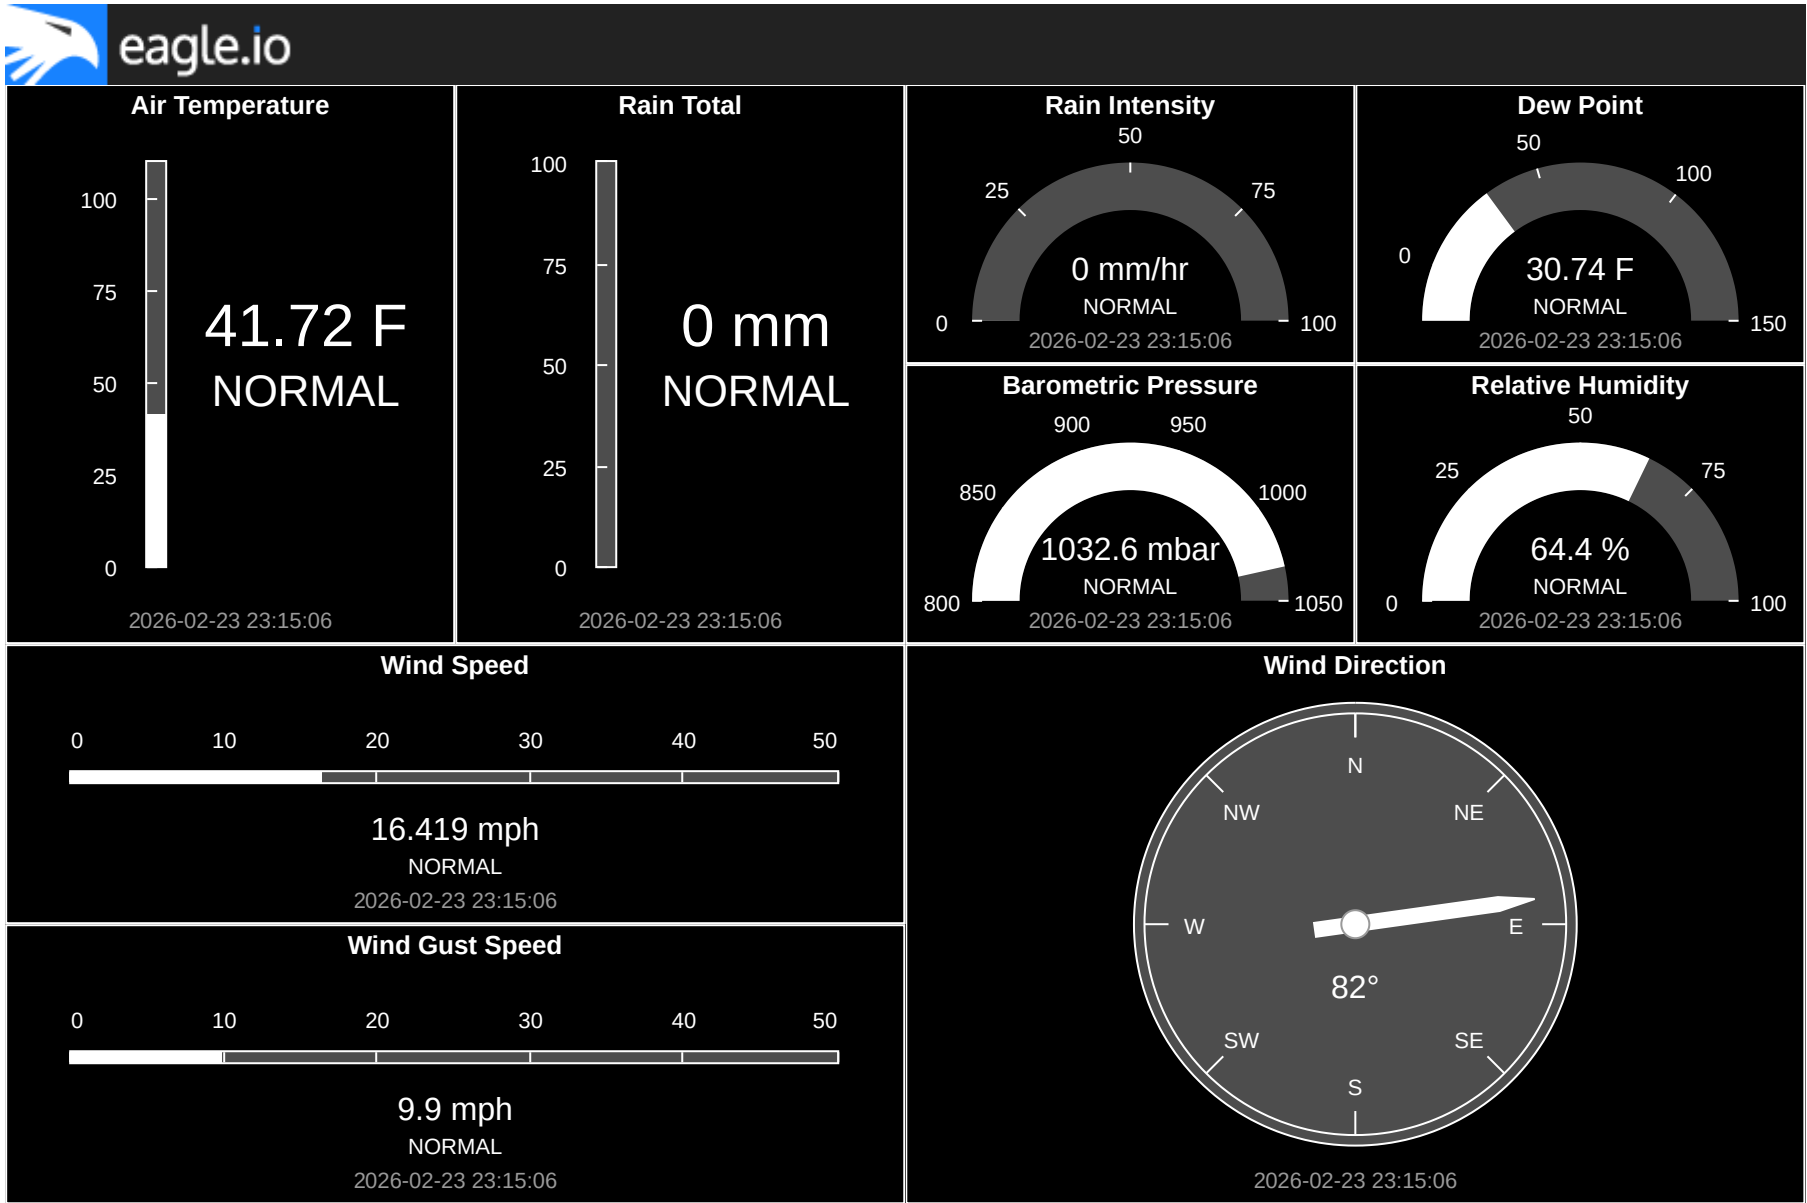 eagle.io
Air Temperature
100
75
50
25
0
41.72 F
NORMAL
2026-02-23 23:15:06
Rain Total
100
75
50
25
0
0 mm
NORMAL
2026-02-23 23:15:06
Rain Intensity
0
25
50
75
100
0 mm/hr
NORMAL
2026-02-23 23:15:06
Dew Point
0
50
100
150
30.74 F
NORMAL
2026-02-23 23:15:06
Barometric Pressure
800
850
900
950
1000
1050
1032.6 mbar
NORMAL
2026-02-23 23:15:06
Relative Humidity
0
25
50
75
100
64.4 %
NORMAL
2026-02-23 23:15:06
Wind Speed
0 10 20 30 40 50
16.419 mph
NORMAL
2026-02-23 23:15:06
Wind Gust Speed
0 10 20 30 40 50
9.9 mph
NORMAL
2026-02-23 23:15:06
Wind Direction
N
NW NE
W E
82°
SW SE
S
2026-02-23 23:15:06